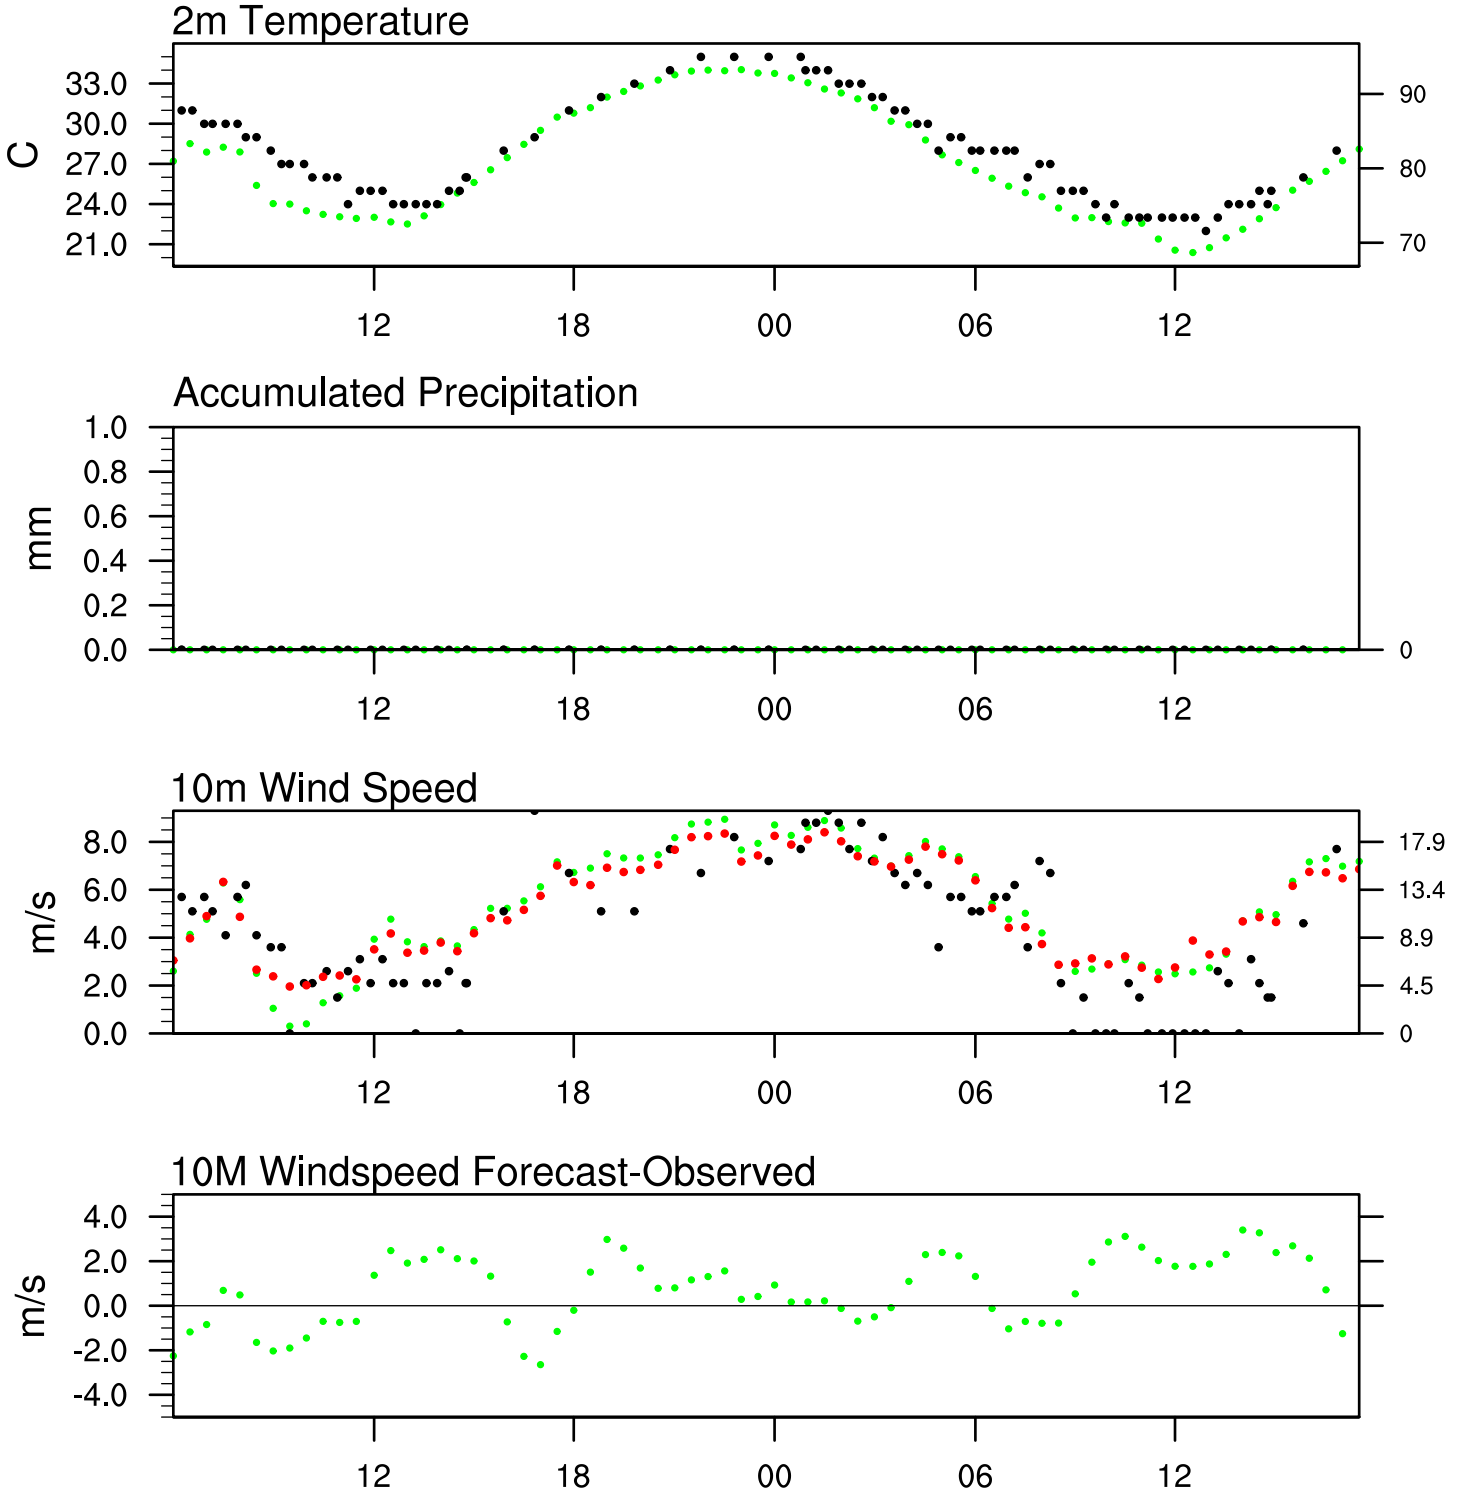 2m Temperature
33.0
30.0
27.0
24.0
21.0
C
90
80
70
12 18 00 06 12
Accumulated Precipitation
1.0
0.8
0.6
0.4
0.2
0.0
mm
0
12 18 00 06 12
10m Wind Speed
8.0
6.0
4.0
2.0
0.0
m/s
17.9
13.4
8.9
4.5
0
12 18 00 06 12
10M Windspeed Forecast-Observed
4.0
2.0
0.0
-2.0
-4.0
m/s
12 18 00 06 12